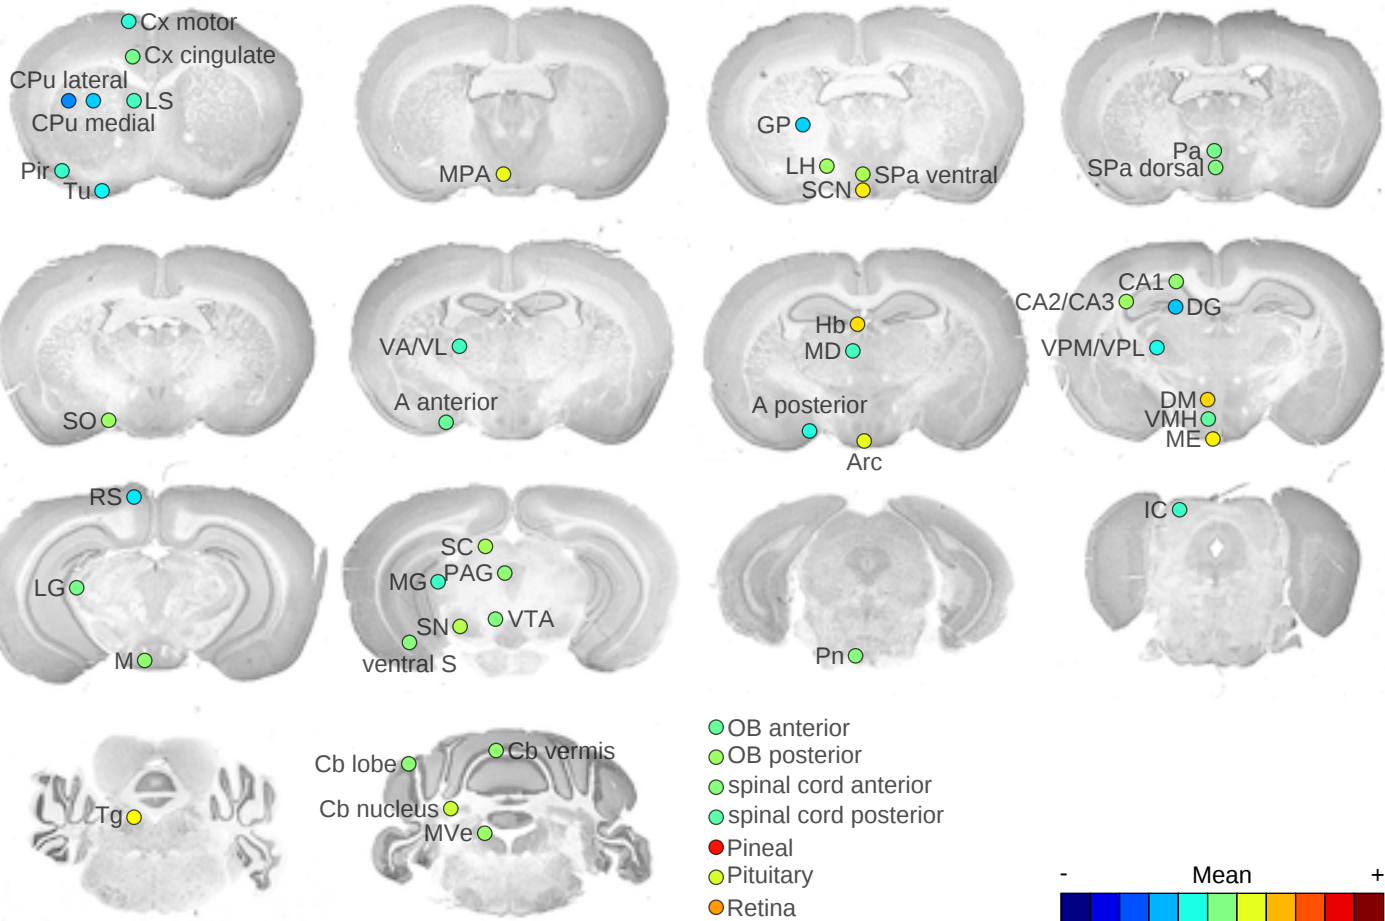 Cx motor
Cx cingulate
CPu lateral
LS
CPu medial
Pir
Tu
MPA
GP
LH
SPa ventral
SCN
Pa
SPa dorsal
SO
VA/VL
A anterior
Hb
MD
A posterior
Arc
CA1
CA2/CA3
DG
VPM/VPL
DM
VMH
ME
RS
LG
M
SC
MG
PAG
SN
VTA
ventral S
Pn
IC
Tg
Cb lobe
Cb vermis
Cb nucleus
MVe
OB anterior
OB posterior
spinal cord anterior
spinal cord posterior
Pineal
Pituitary
Retina
- Mean +